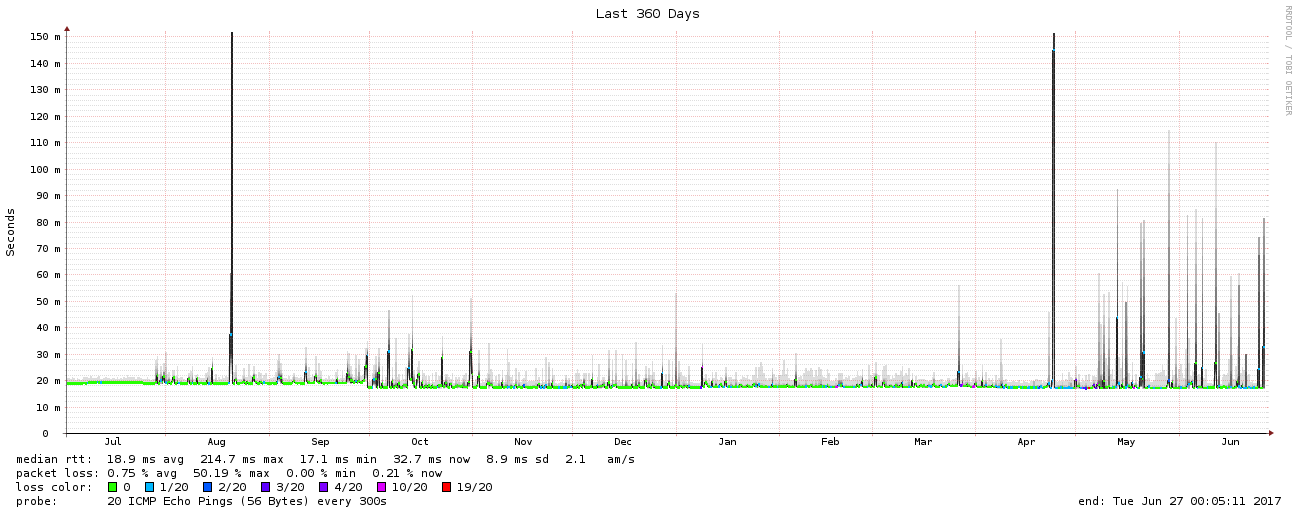 Last 360 Days
RRDTOOL / TOBI OETIKER
Seconds
150 m
140 m
130 m
120 m
110 m
100 m
90 m
80 m
70 m
60 m
50 m
40 m
30 m
20 m
10 m
0
Jul Aug Sep Oct Nov Dec Jan Feb Mar Apr May Jun
median rtt: 18.9 ms avg 214.7 ms max 17.1 ms min 32.7 ms now 8.9 ms sd 2.1 am/s
packet loss: 0.75 % avg 50.19 % max 0.00 % min 0.21 % now
loss color: 0 1/20 2/20 3/20 4/20 10/20 19/20
probe: 20 ICMP Echo Pings (56 Bytes) every 300s end: Tue Jun 27 00:05:11 2017